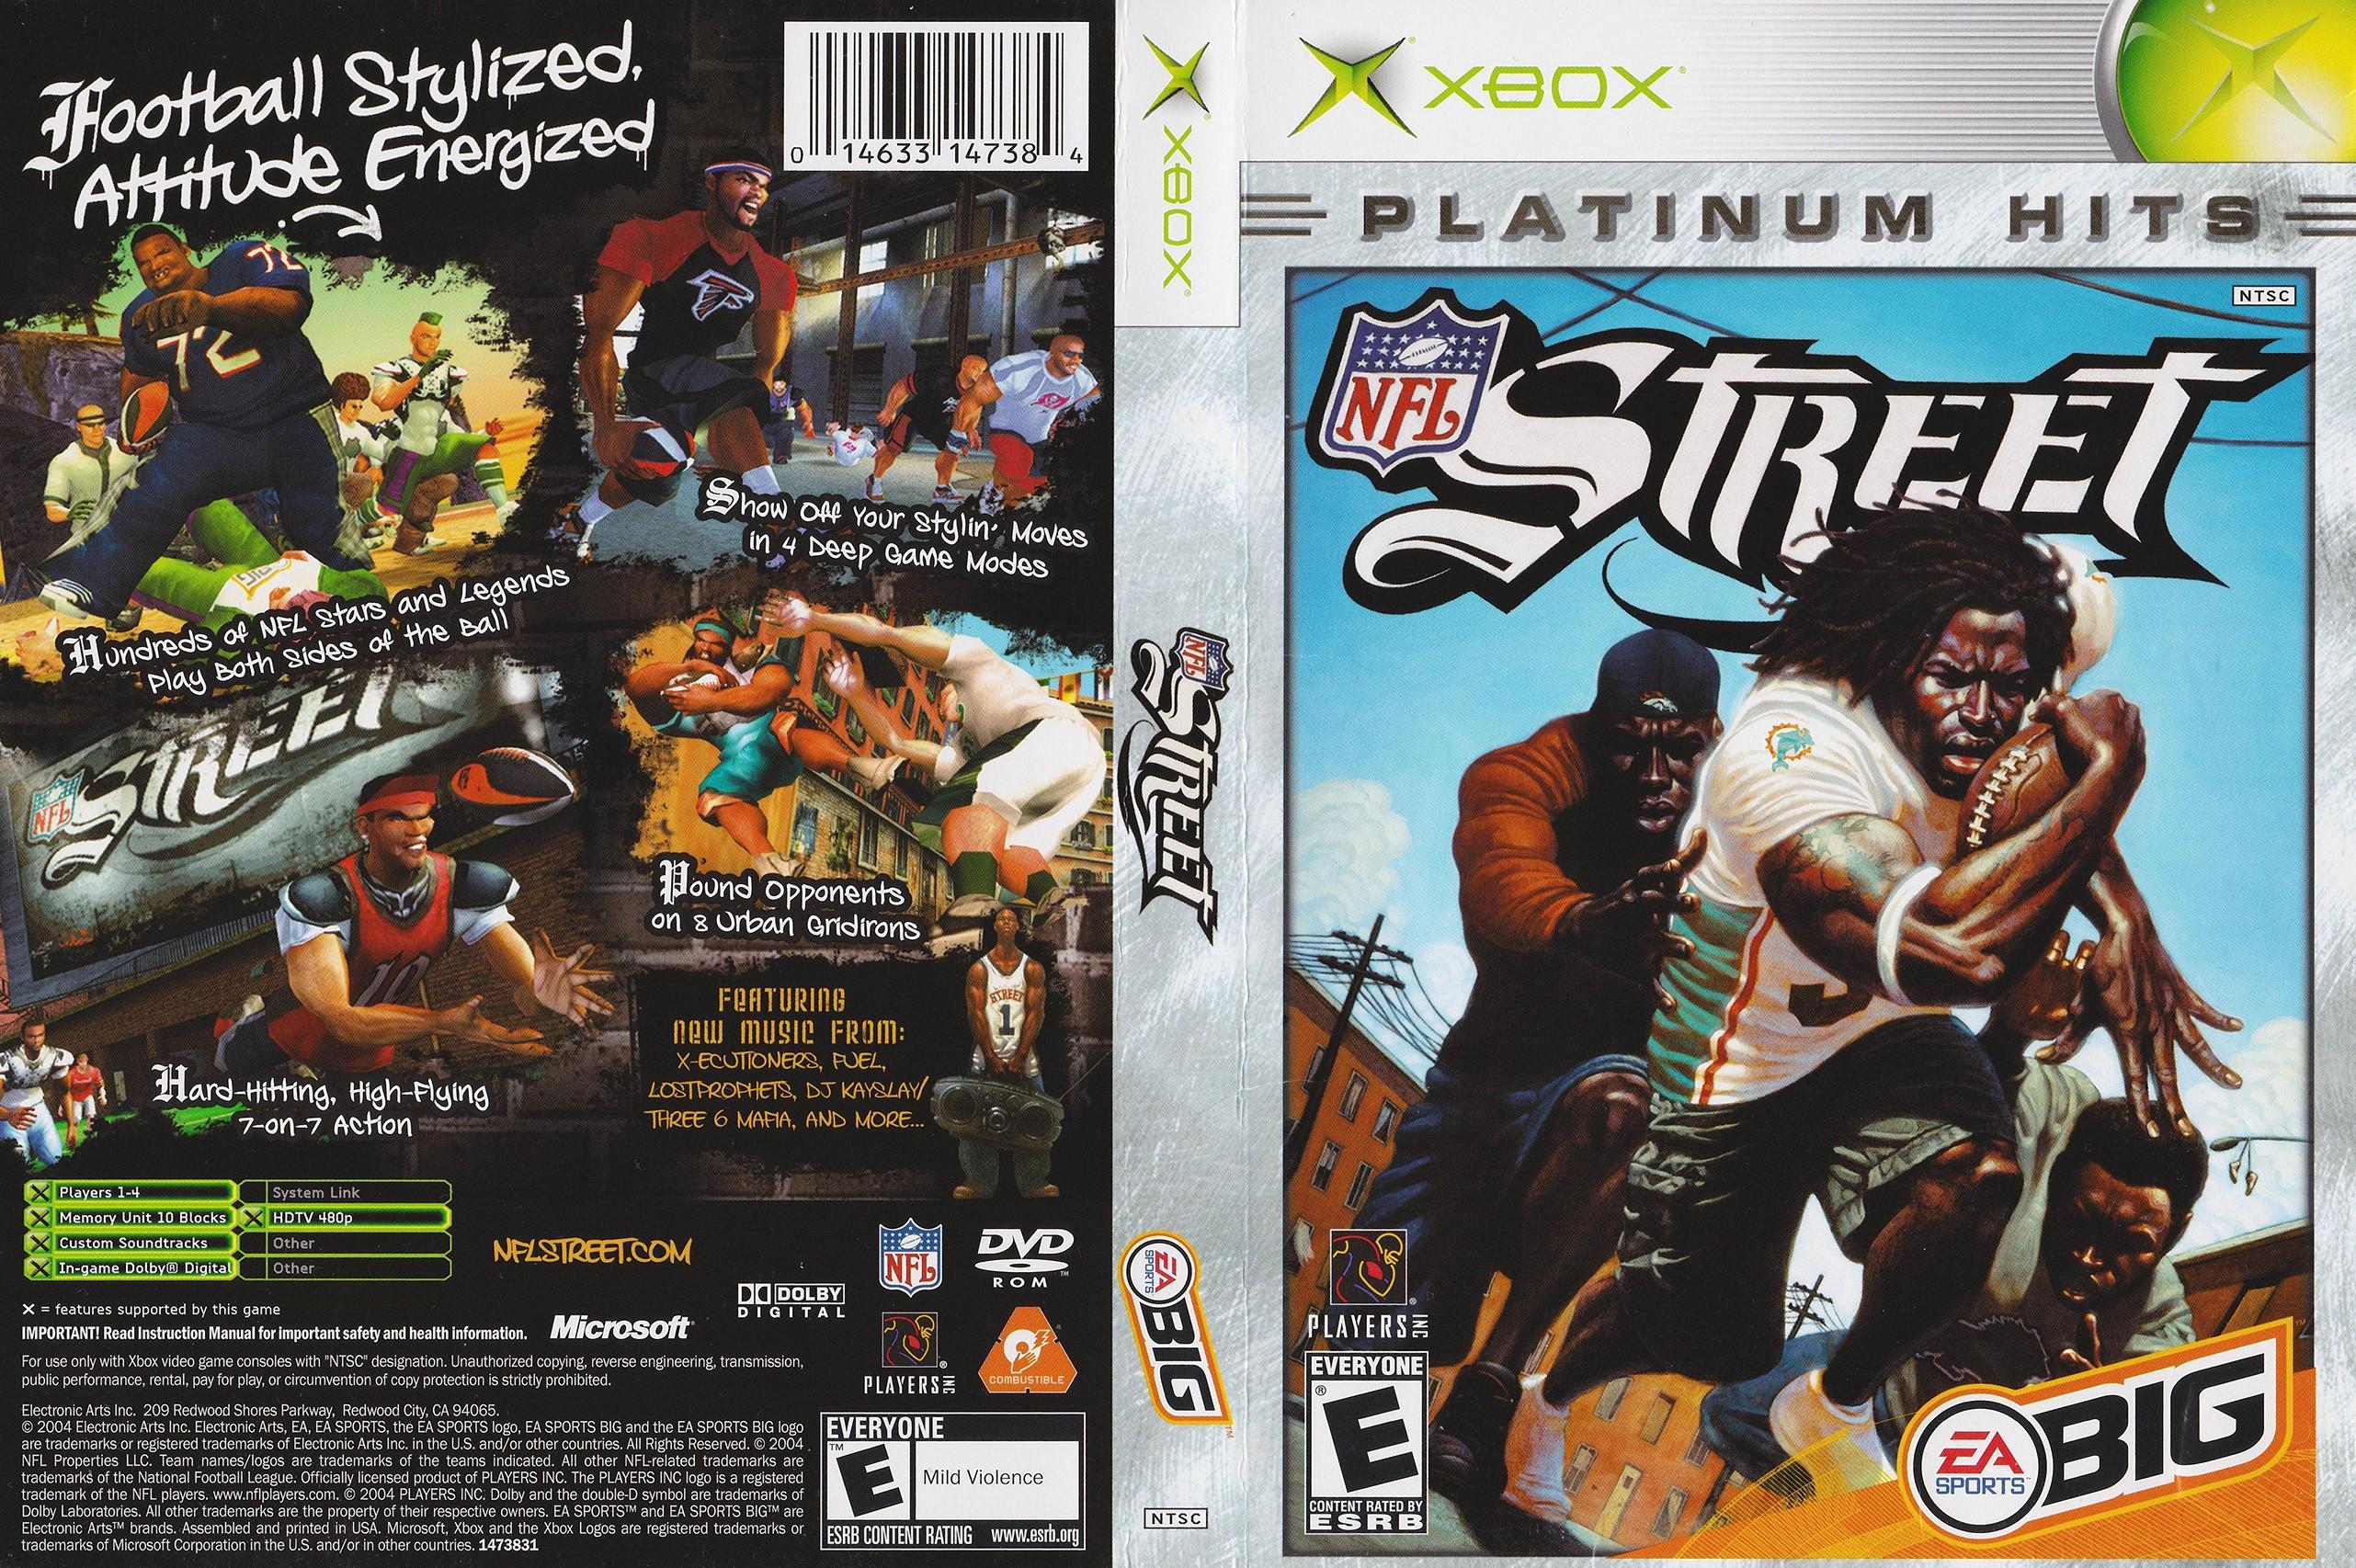 Football Stylized,
Attitude Energized
0 14633 14738 4
72
72
Hundreds of NFL Stars and Legends
Play Both Sides of the Ball
Show Off Your Stylin' Moves
in 4 Deep Game Modes
NFL STREET
10
Hard-Hitting, High-Flying
7-on-7 Action
Pound Opponents
on 8 Urban Gridirons
FEATURING
NEW MUSIC FROM:
X-ECUTIONERS, FUEL,
LOSTPROPHETS, DJ KAYSLAY/
THREE 6 MAFIA, AND MORE...
STREET
1
Players 1-4
System Link
Memory Unit 10 Blocks
HDTV 480p
Custom Soundtracks
Other
In-game Dolby® Digital
Other
NFLSTREET.COM
X = features supported by this game
IMPORTANT! Read Instruction Manual for important safety and health information.
Microsoft®
DOLBY
DIGITAL
NFL
DVD
ROM™
PLAYERS INC
COMBUSTIBLE
For use only with Xbox video game consoles with "NTSC" designation. Unauthorized copying, reverse engineering, transmission,
public performance, rental, pay for play, or circumvention of copy protection is strictly prohibited.
Electronic Arts Inc. 209 Redwood Shores Parkway, Redwood City, CA 94065.
© 2004 Electronic Arts Inc. Electronic Arts, EA, EA SPORTS, the EA SPORTS logo, EA SPORTS BIG and the EA SPORTS BIG logo
are trademarks or registered trademarks of Electronic Arts Inc. in the U.S. and/or other countries. All Rights Reserved. © 2004
NFL Properties LLC. Team names/logos are trademarks of the teams indicated. All other NFL-related trademarks are
trademarks of the National Football League. Officially licensed product of PLAYERS INC. The PLAYERS INC logo is a registered
trademark of the NFL players. www.nflplayers.com. © 2004 PLAYERS INC. Dolby and the double-D symbol are trademarks of
Dolby Laboratories. All other trademarks are the property of their respective owners. EA SPORTS™ and EA SPORTS BIG™ are
Electronic Arts™ brands. Assembled and printed in USA. Microsoft, Xbox and the Xbox Logos are registered trademarks or
trademarks of Microsoft Corporation in the U.S. and/or in other countries. 1473831
EVERYONE
E™
Mild Violence
ESRB CONTENT RATING www.esrb.org
XBOX®
NFL STREET
EA SPORTS BIG™
NTSC
XBOX®
PLATINUM HITS
NTSC
NFL STREET
PLAYERS INC
EVERYONE
E®
CONTENT RATED BY
ESRB
EA SPORTS™ BIG™